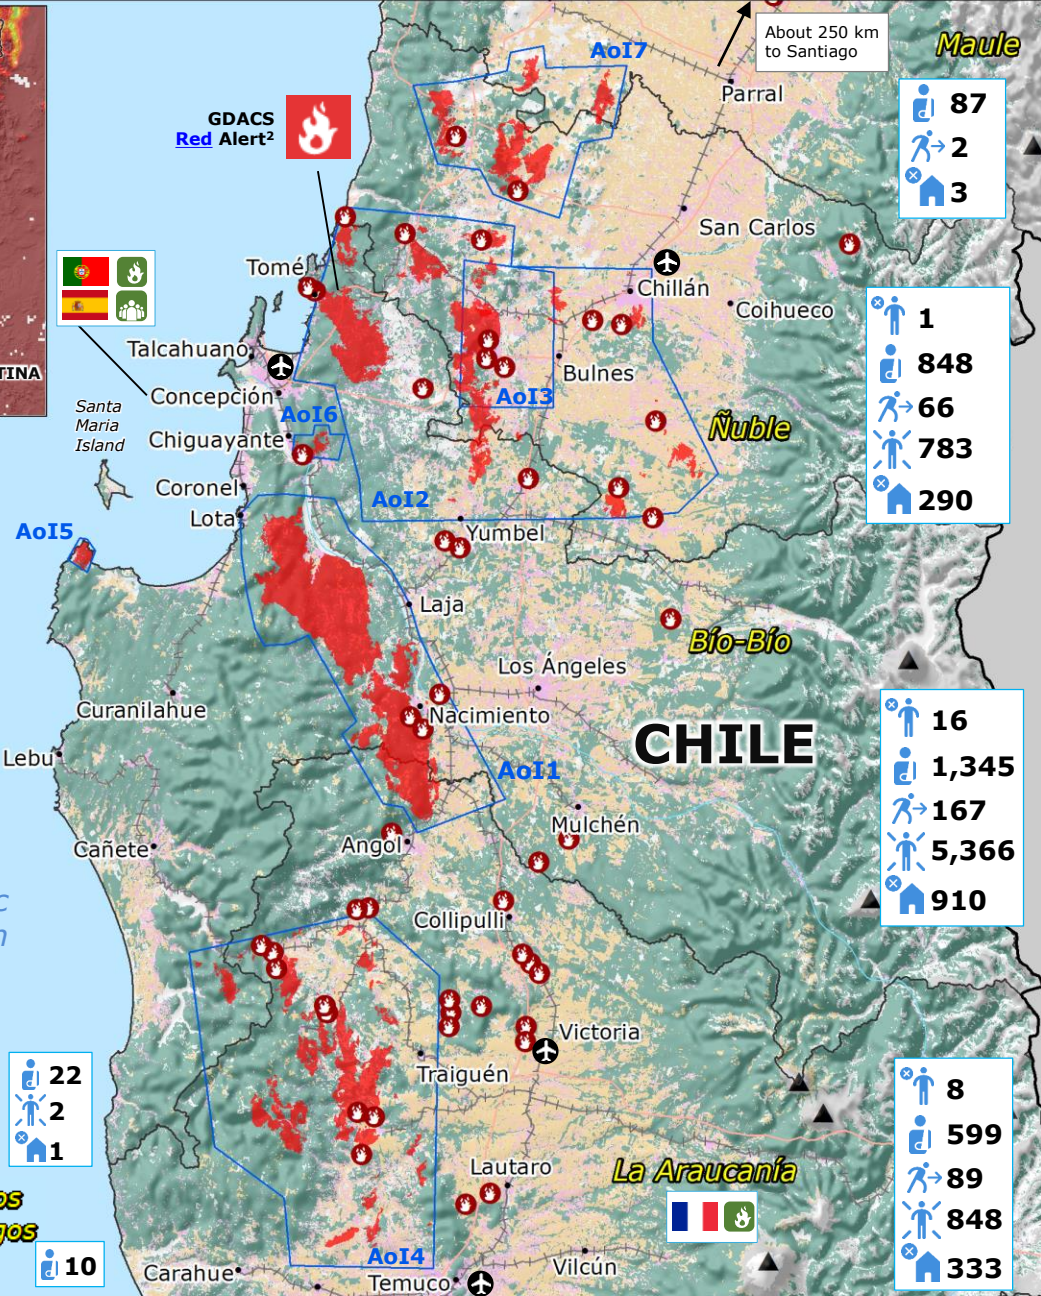 About 250 km
to Santiago
Maule
AoI7
Parral
87
2
3
GDACS
Red Alert²
San Carlos
Tomé
Chillán
Coihueco
1
848
66
783
290
TINA
Talcahuano
Concepción
Bulnes
AoI3
Santa
Maria
Island
AoI6
Chiguayante
Ñuble
Coronel
AoI2
Lota
Yumbel
AoI5
Laja
Bío-Bío
Los Ángeles
Curanilahue
Nacimiento
CHILE
16
1,345
167
5,366
910
Lebu
AoI1
Mulchén
Angol
Cañete
c
n
Collipulli
Victoria
Traiguén
22
2
1
8
599
89
848
333
Lautaro
La Araucanía
os
gos
10
AoI4
Carahue
Temuco
Vilcún